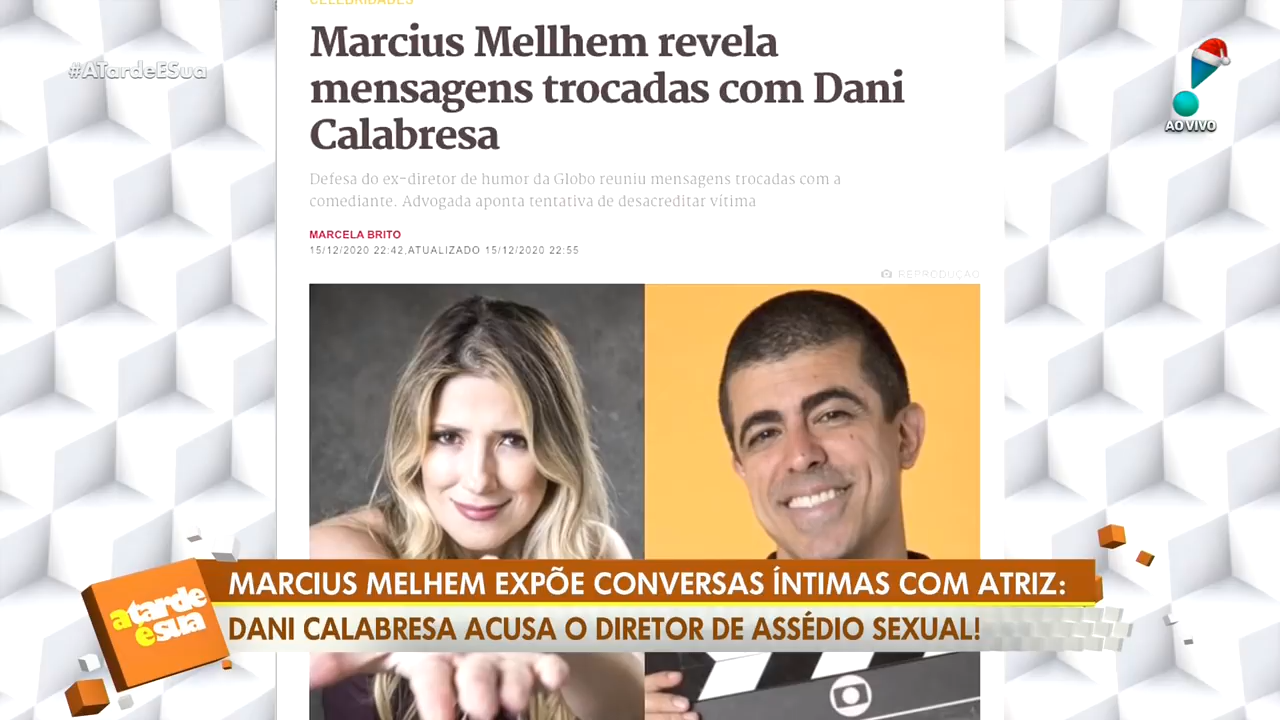 CELEBRIDADES
Marcius Mellhem revela
mensagens trocadas com Dani
Calabresa
#ATardeESua
AO VIVO
Defesa do ex-diretor de humor da Globo reuniu mensagens trocadas com a
comediante. Advogada aponta tentativa de desacreditar vítima
MARCELA BRITO
15/12/2020 22:42,ATUALIZADO 15/12/2020 22:55
REPRODUÇÃO
a tarde
é sua
MARCIUS MELHEM EXPÕE CONVERSAS ÍNTIMAS COM ATRIZ:
DANI CALABRESA ACUSA O DIRETOR DE ASSÉDIO SEXUAL!